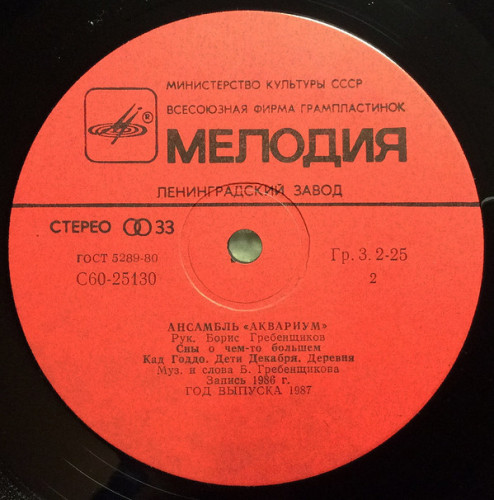 МИНИСТЕРСТВО КУЛЬТУРЫ СССР
ВСЕСОЮЗНАЯ ФИРМА ГРАМПЛАСТИНОК
®
МЕЛОДИЯ
ЛЕНИНГРАДСКИЙ ЗАВОД
СТЕРЕО 33
ГОСТ 5289-80
Гр. 3. 2-25
С60-25130
2
АНСАМБЛЬ «АКВАРИУМ»
Рук. Борис Гребенщиков
Сны о чем-то большем
Кад Годдо. Дети Декабря. Деревня
Муз. и слова Б. Гребенщикова
Запись 1986 г.
ГОД ВЫПУСКА 1987